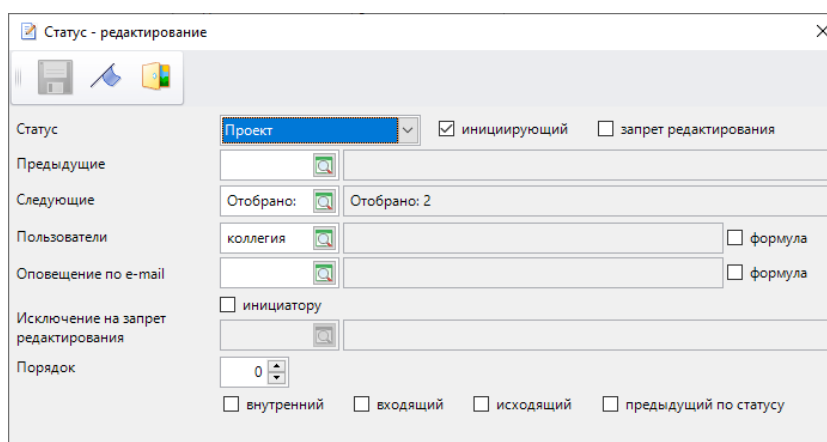 Статус - редактирование
Статус Проект инициирующий запрет редактирования
Предыдущие
Следующие Отобрано: Отобрано: 2
Пользователи коллегия формула
Оповещение по e-mail формула
инициатору
Исключение на запрет
редактирования
Порядок 0
внутренний входящий исходящий предыдущий по статусу